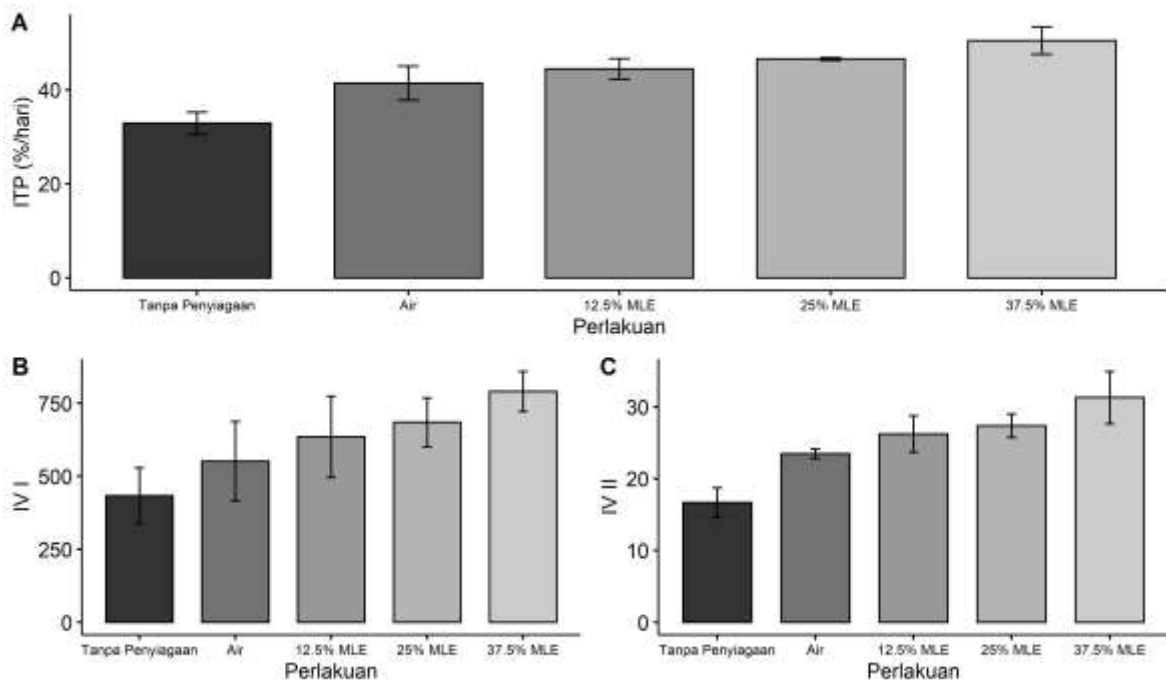 A
ITP (%/hari)
40
20
0
Tanpa Penyiagaan Air 12.5% MLE 25% MLE 37.5% MLE
Perlakuan
B
IV I
750
500
250
0
Tanpa Penyiagaan Air 12.5% MLE 25% MLE 37.5% MLE
Perlakuan
C
IV II
30
20
10
0
Tanpa Penyiagaan Air 12.5% MLE 25% MLE 37.5% MLE
Perlakuan